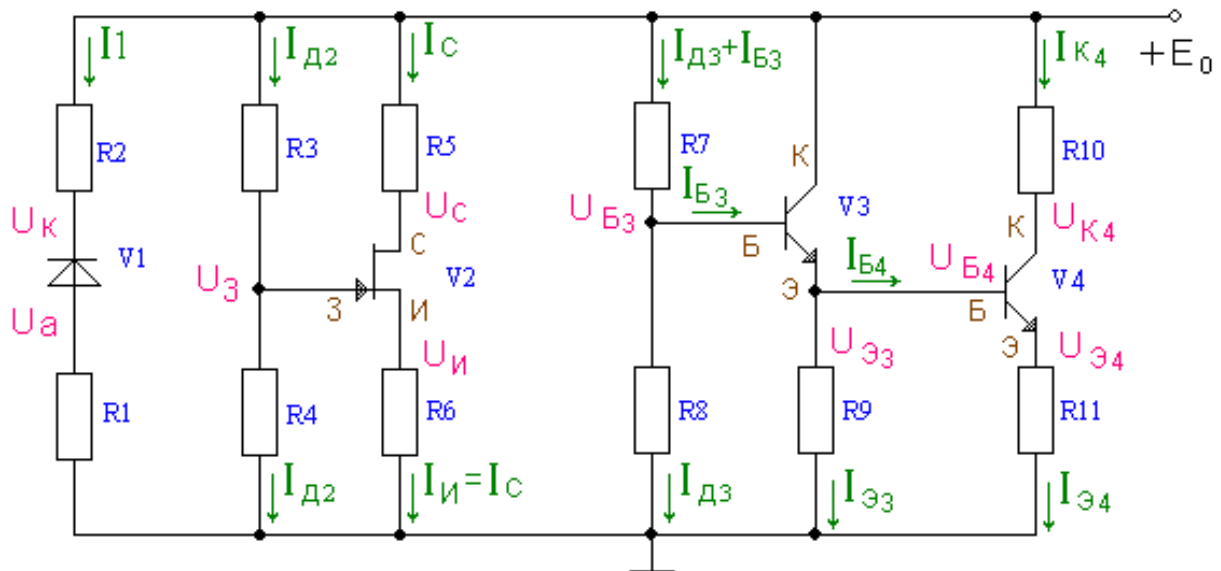 I1 IД2 IС IД3+IБ3 IК4
+E0
R2 R3 R5 R7 К R10
IБ3
UК UС UБ3 V3 К UК4
V1 С Б IБ4 UБ4
UЗ V2 Э V4
З И Б
Uа UИ UЭ3 Э UЭ4
R1 R4 R6 R8 R9 R11
IД2 IИ=IС IД3 IЭ3 IЭ4